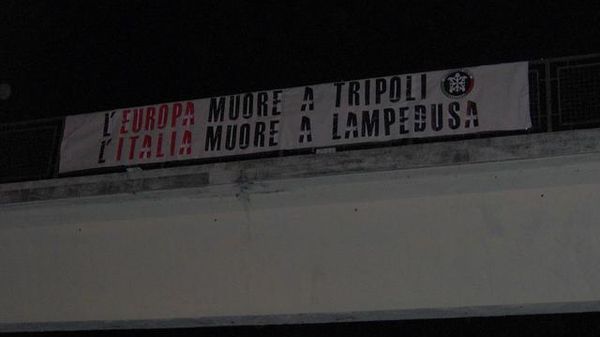 L'EUROPA MUORE A TRIPOLI
L'ITALIA MUORE A LAMPEDUSA